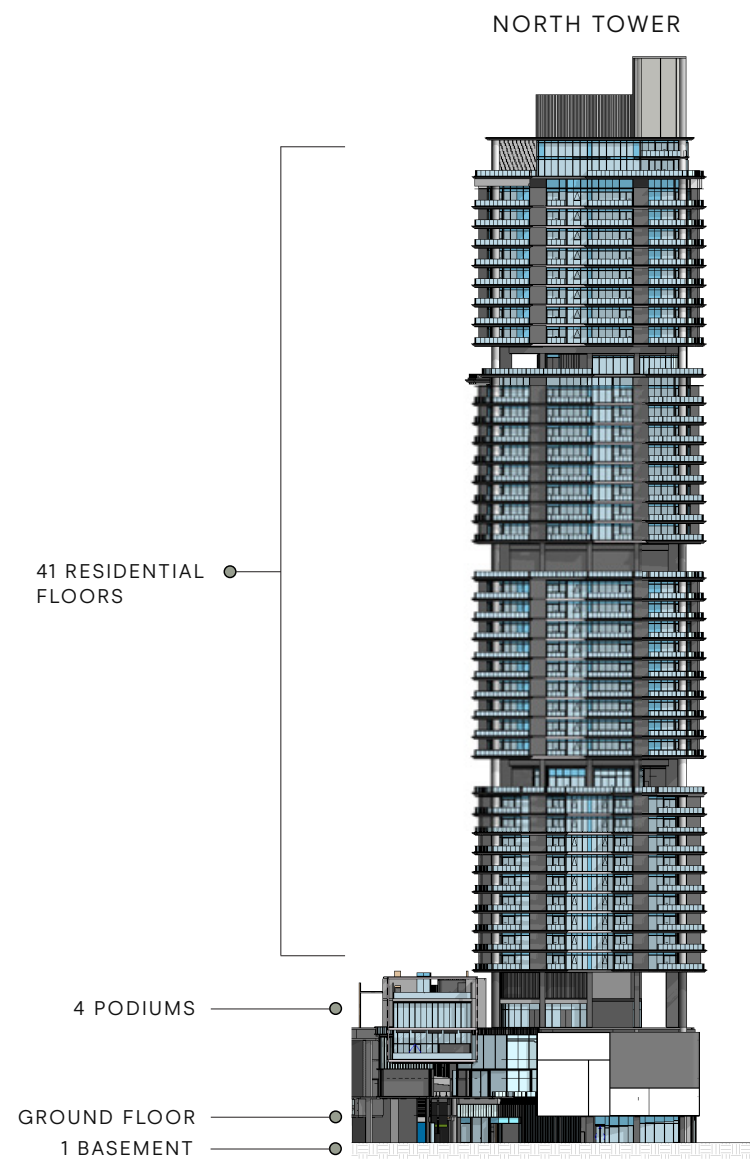 NORTH TOWER
41 RESIDENTIAL
FLOORS
4 PODIUMS
GROUND FLOOR
1 BASEMENT